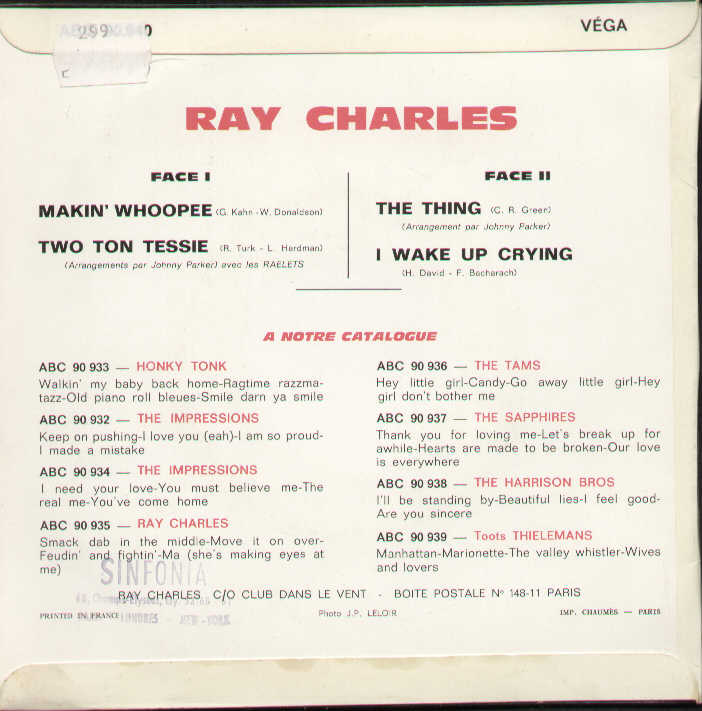 299
0
VÉGA
RAY CHARLES
FACE I
MAKIN' WHOOPEE (G. Kahn - W. Donaldson)
TWO TON TESSIE (R. Turk - L. Hardman)
(Arrangements par Johnny Parker) avec les RAELETS
FACE II
THE THING (C. R. Green)
(Arrangement par Johnny Parker)
I WAKE UP CRYING
(H. David - F. Bacharach)
A NOTRE CATALOGUE
ABC 90 933 — HONKY TONK
Walkin' my baby back home-Ragtime razzma-
tazz-Old piano roll bleues-Smile darn ya smile
ABC 90 932 — THE IMPRESSIONS
Keep on pushing-I love you (eah)-I am so proud-
I made a mistake
ABC 90 934 — THE IMPRESSIONS
I need your love-You must believe me-The
real me-You've come home
ABC 90 935 — RAY CHARLES
Smack dab in the middle-Move it on over-
Feudin' and fightin'-Ma (she's making eyes at
me)
ABC 90 936 — THE TAMS
Hey little girl-Candy-Go away little girl-Hey
girl don't bother me
ABC 90 937 — THE SAPPHIRES
Thank you for loving me-Let's break up for
awhile-Hearts are made to be broken-Our love
is everywhere
ABC 90 938 — THE HARRISON BROS
I'll be standing by-Beautiful lies-I feel good-
Are you sincere
ABC 90 939 — Toots THIELEMANS
Manhattan-Marionette-The valley whistler-Wives
and lovers
SINFONIA
RAY CHARLES C/O CLUB DANS LE VENT - BOITE POSTALE Nº 148-11 PARIS
LONDRES - NEW-YORK
PRINTED IN FRANCE
Photo J.P. LELOIR
IMP. CHAUMÈS — PARIS